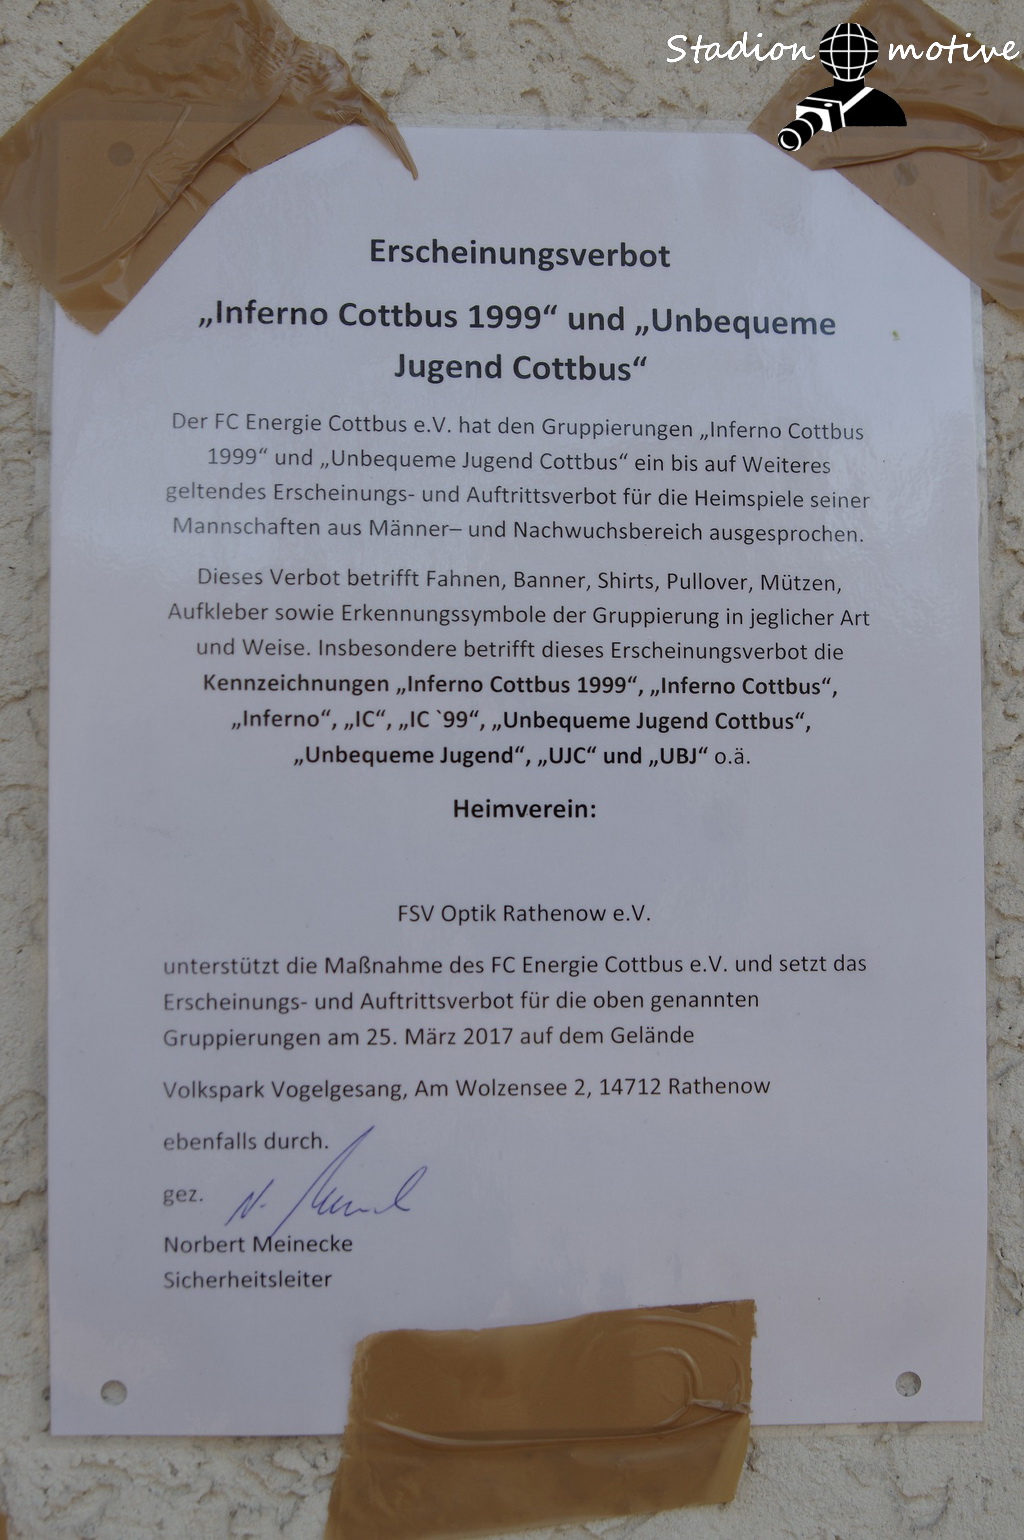 Stadion motive
Erscheinungsverbot
„Inferno Cottbus 1999“ und „Unbequeme
Jugend Cottbus“
Der FC Energie Cottbus e.V. hat den Gruppierungen „Inferno Cottbus
1999“ und „Unbequeme Jugend Cottbus“ ein bis auf Weiteres
geltendes Erscheinungs- und Auftrittsverbot für die Heimspiele seiner
Mannschaften aus Männer– und Nachwuchsbereich ausgesprochen.
Dieses Verbot betrifft Fahnen, Banner, Shirts, Pullover, Mützen,
Aufkleber sowie Erkennungssymbole der Gruppierung in jeglicher Art
und Weise. Insbesondere betrifft dieses Erscheinungsverbot die
Kennzeichnungen „Inferno Cottbus 1999“, „Inferno Cottbus“,
„Inferno“, „IC“, „IC `99“, „Unbequeme Jugend Cottbus“,
„Unbequeme Jugend“, „UJC“ und „UBJ“ o.ä.
Heimverein:
FSV Optik Rathenow e.V.
unterstützt die Maßnahme des FC Energie Cottbus e.V. und setzt das
Erscheinungs- und Auftrittsverbot für die oben genannten
Gruppierungen am 25. März 2017 auf dem Gelände
Volkspark Vogelgesang, Am Wolzensee 2, 14712 Rathenow
ebenfalls durch.
gez.
Norbert Meinecke
Sicherheitsleiter